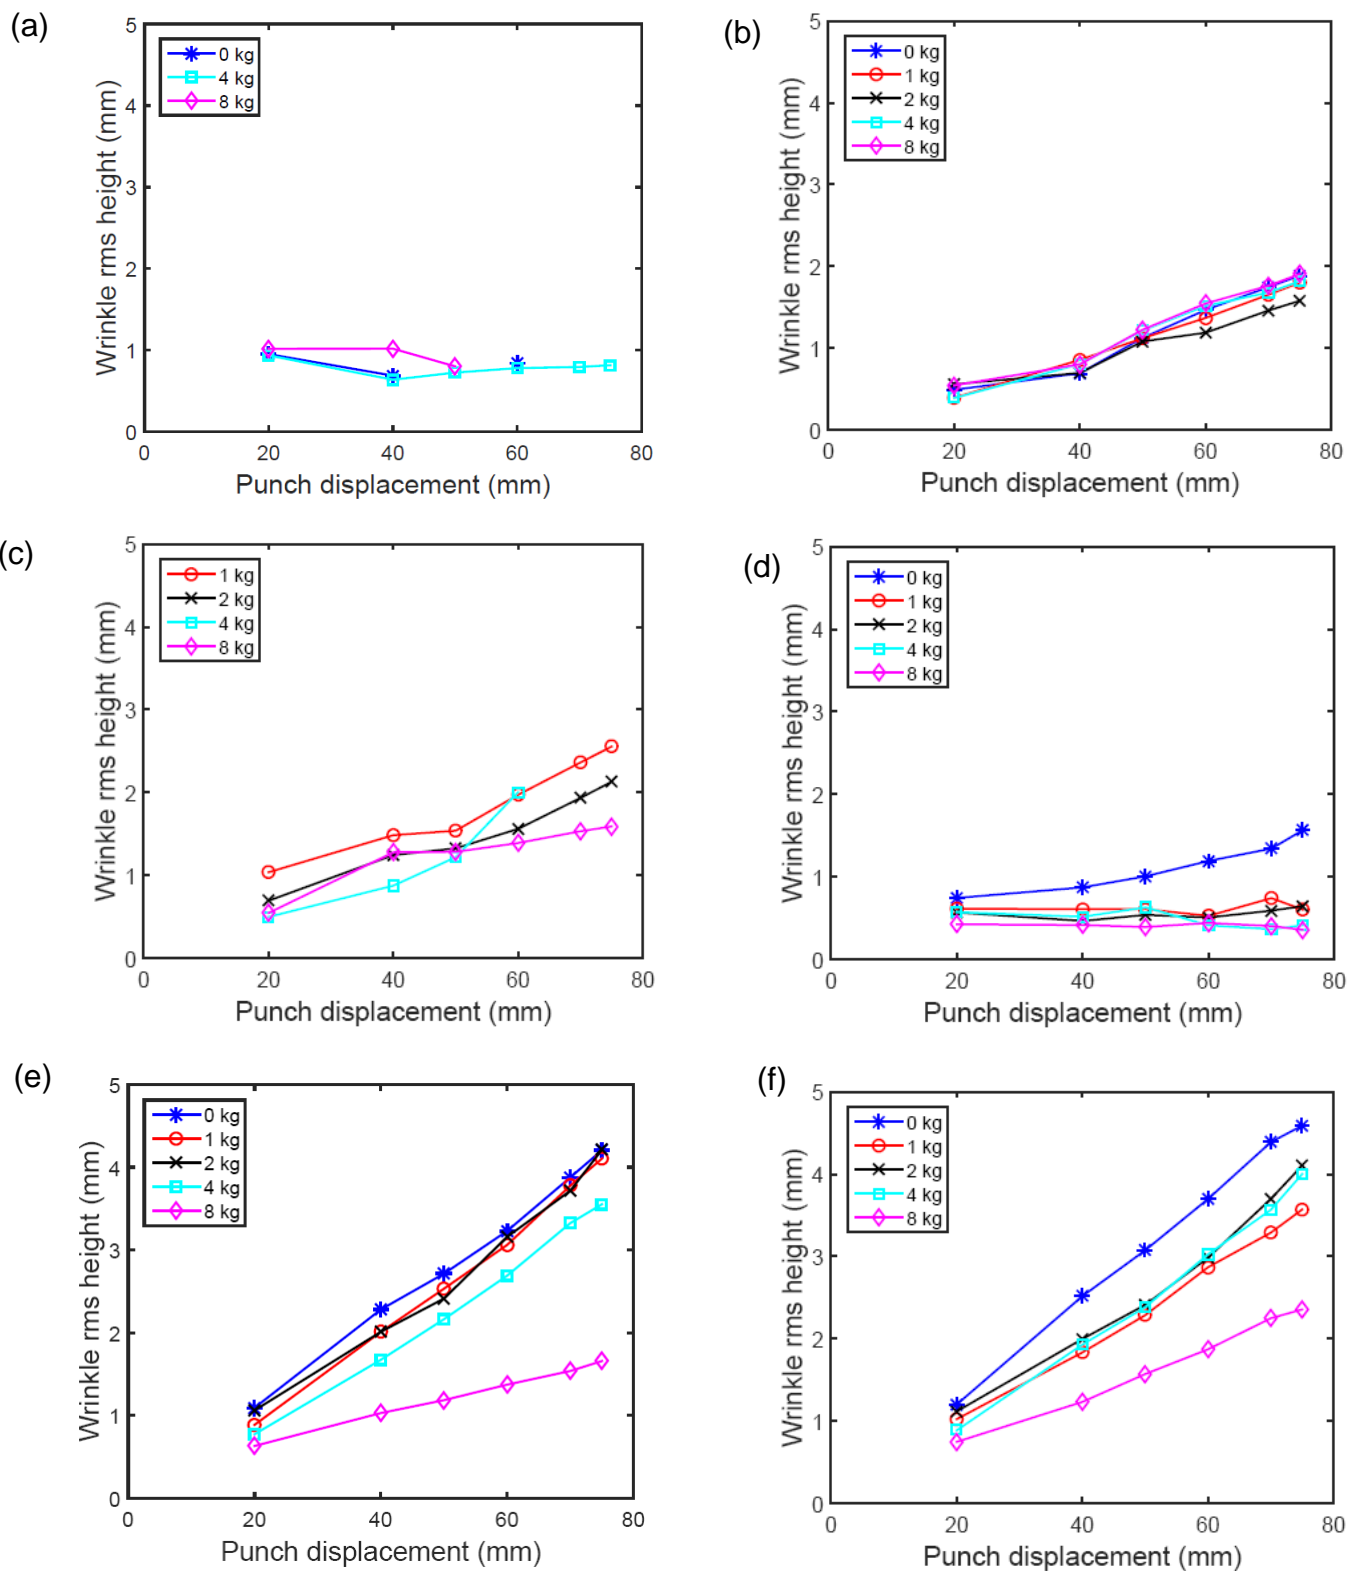 (a)
0 kg
4 kg
8 kg
Wrinkle rms height (mm)
5
4
3
2
1
0
0 20 40 60 80
Punch displacement (mm)
(b)
0 kg
1 kg
2 kg
4 kg
8 kg
Wrinkle rms height (mm)
5
4
3
2
1
0
0 20 40 60 80
Punch displacement (mm)
(c)
1 kg
2 kg
4 kg
8 kg
Wrinkle rms height (mm)
5
4
3
2
1
0
0 20 40 60 80
Punch displacement (mm)
(d)
0 kg
1 kg
2 kg
4 kg
8 kg
Wrinkle rms height (mm)
5
4
3
2
1
0
0 20 40 60 80
Punch displacement (mm)
(e)
0 kg
1 kg
2 kg
4 kg
8 kg
Wrinkle rms height (mm)
5
4
3
2
1
0
0 20 40 60 80
Punch displacement (mm)
(f)
0 kg
1 kg
2 kg
4 kg
8 kg
Wrinkle rms height (mm)
5
4
3
2
1
0
0 20 40 60 80
Punch displacement (mm)